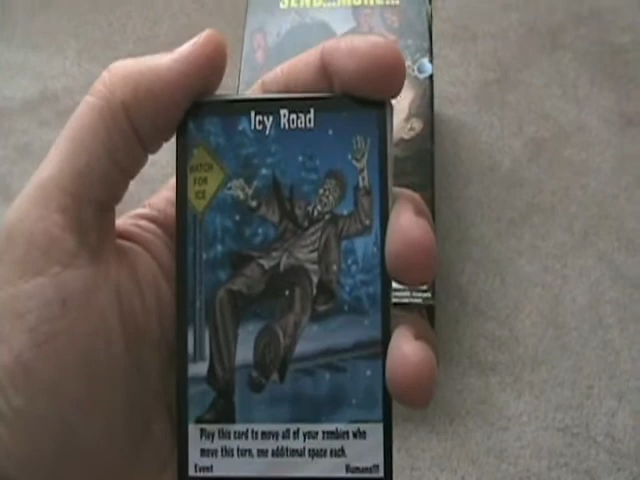 SEND...MORE...
Icy Road
WATCH
FOR
ICE
Play this card to move all of your zombies who
move this turn, one additional space each.
Event Humans!!!